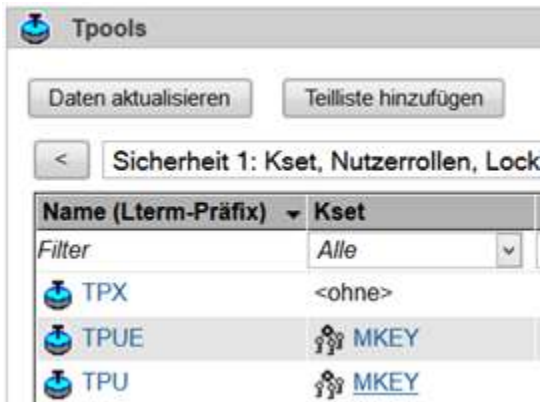 Tpools
Daten aktualisieren Teilliste hinzufügen
< Sicherheit 1: Kset, Nutzerrollen, Lock
Name (Lterm-Präfix) Kset
Filter Alle
TPX <ohne>
TPUE MKEY
TPU MKEY